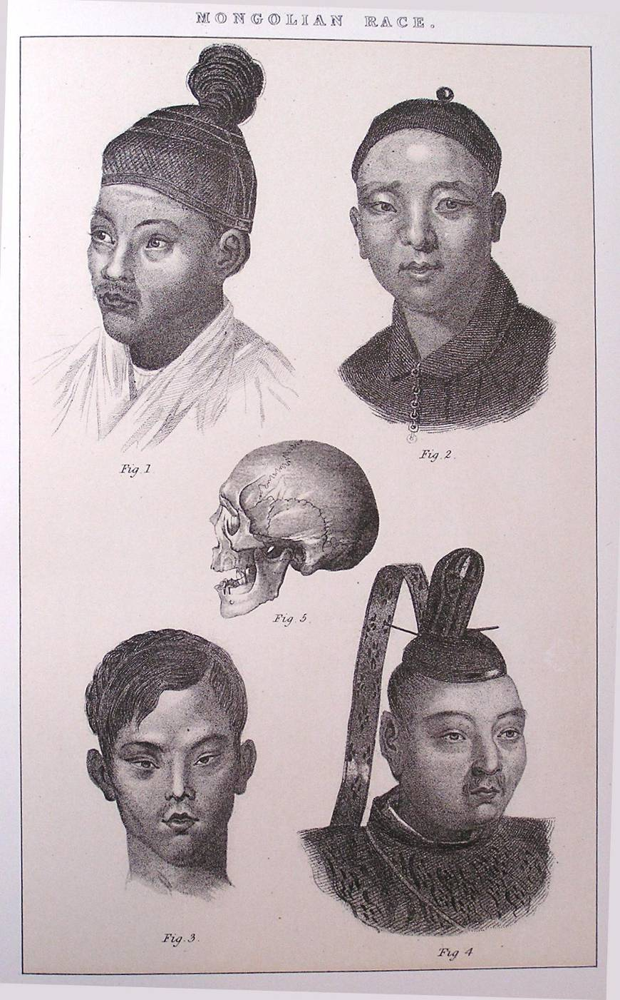 MONGOLIAN RACE.
Fig. 1
Fig. 2.
Fig. 5.
Fig. 3.
Fig 4